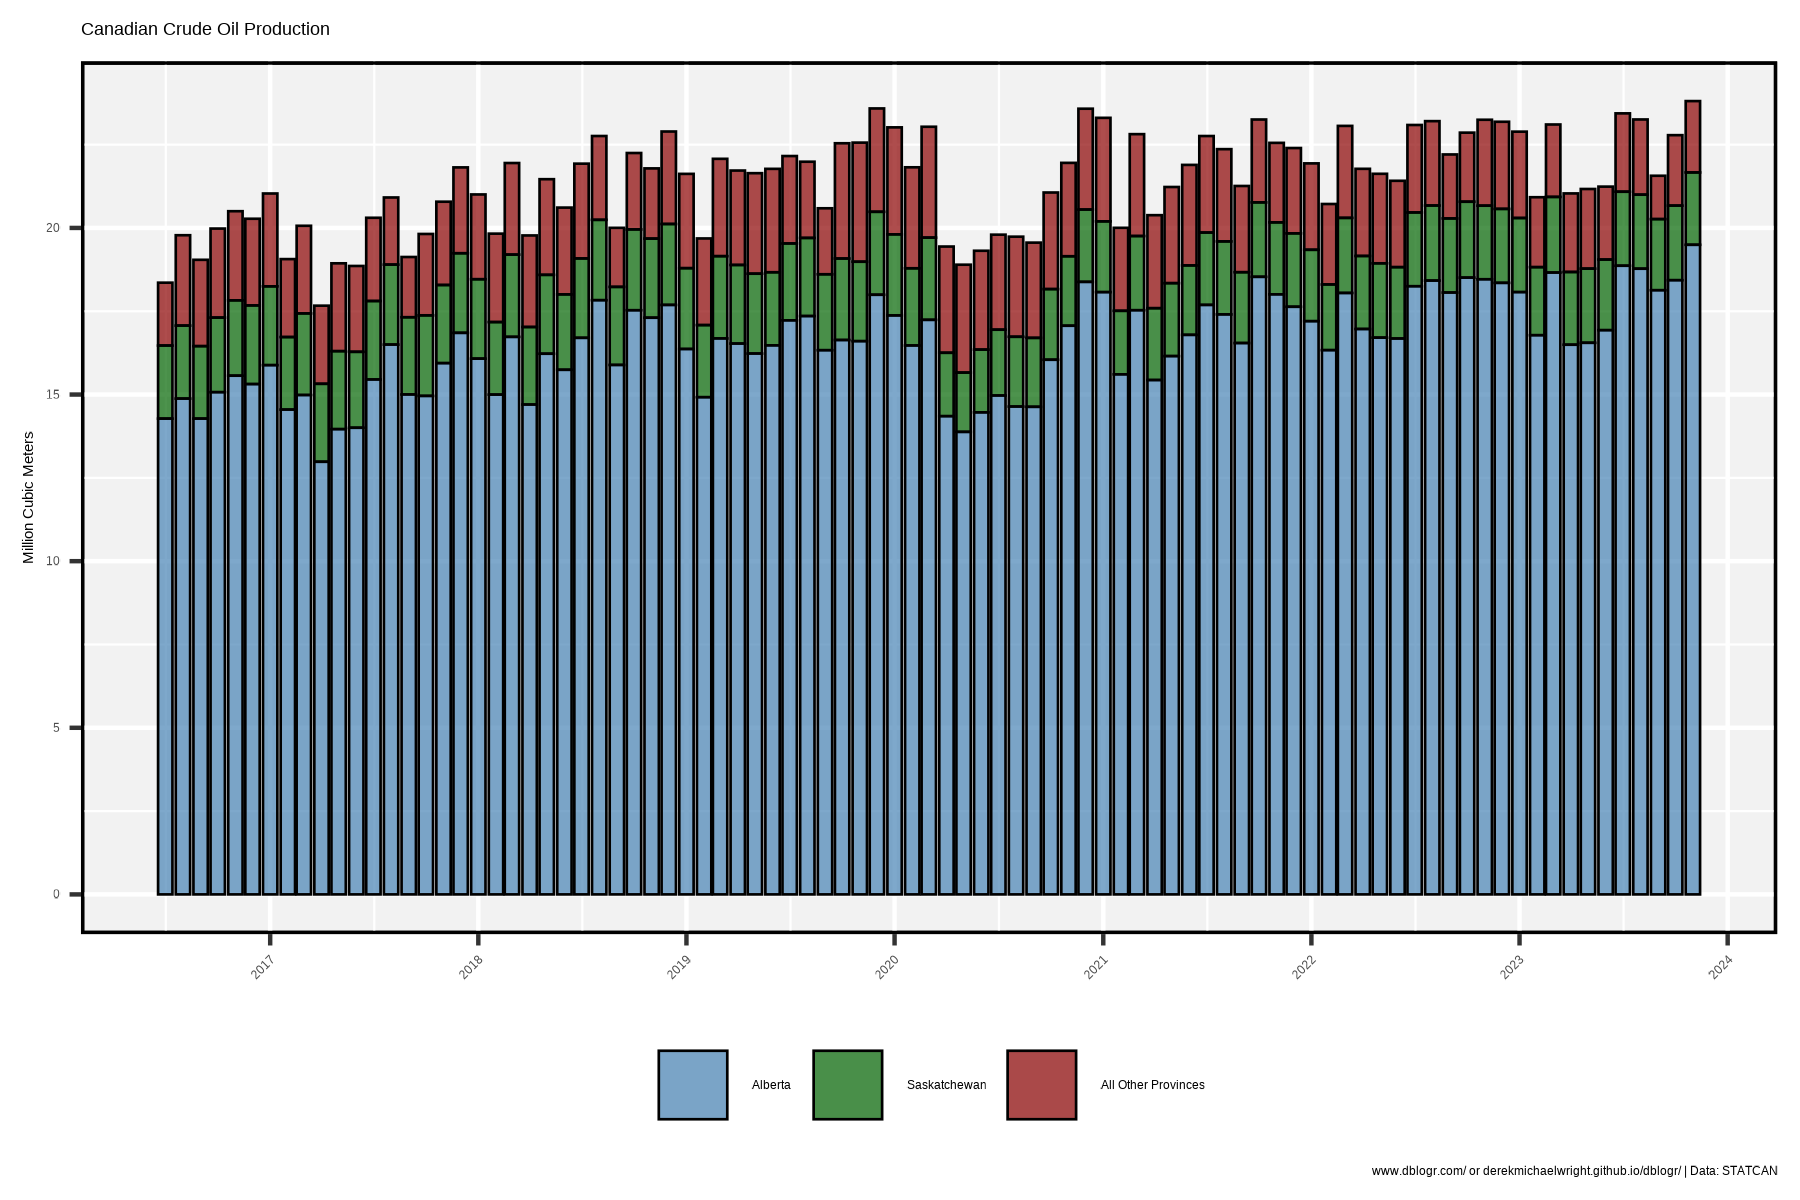 Canadian Crude Oil Production
Million Cubic Meters
20
15
10
5
0
2017 2018 2019 2020 2021 2022 2023 2024
Alberta Saskatchewan All Other Provinces
www.dblogr.com/ or derekmichaelwright.github.io/dblogr/ | Data: STATCAN